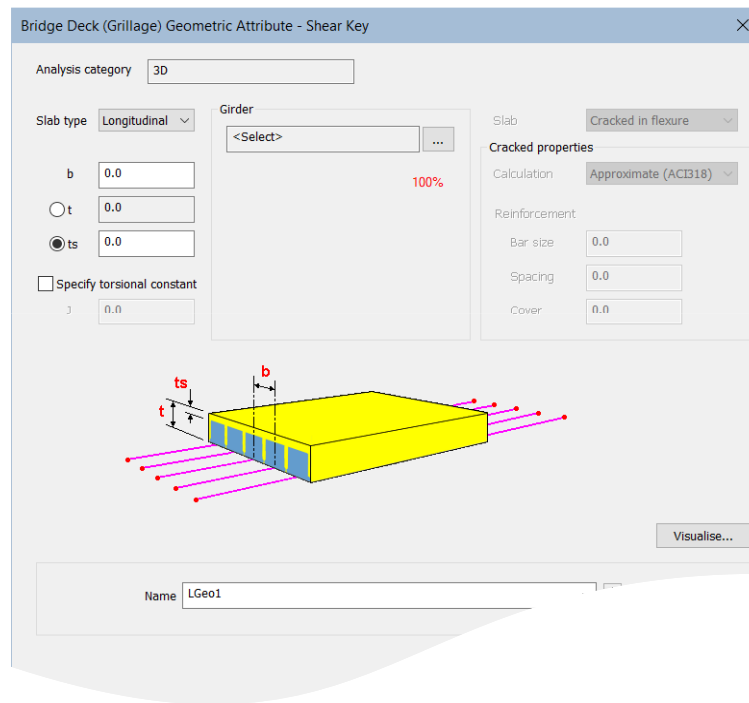 Bridge Deck (Grillage) Geometric Attribute - Shear Key
Analysis category 3D
Slab type Longitudinal
b 0.0
t 0.0
ts 0.0
Specify torsional constant
J 0.0
Girder
<Select> ...
100%
Slab Cracked in flexure
Cracked properties
Calculation Approximate (ACI318)
Reinforcement
Bar size 0.0
Spacing 0.0
Cover 0.0
ts
b
t
Visualise...
Name LGeo1